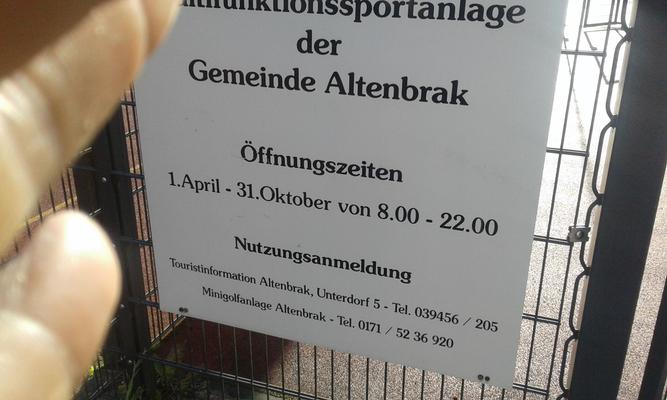 ltifunktionssportanlage
der
Gemeinde Altenbrak
Öffnungszeiten
1.April - 31.Oktober von 8.00 - 22.00
Nutzungsanmeldung
Touristinformation Altenbrak, Unterdorf 5 - Tel. 039456 / 205
Minigolfanlage Altenbrak - Tel. 0171 / 52 36 920